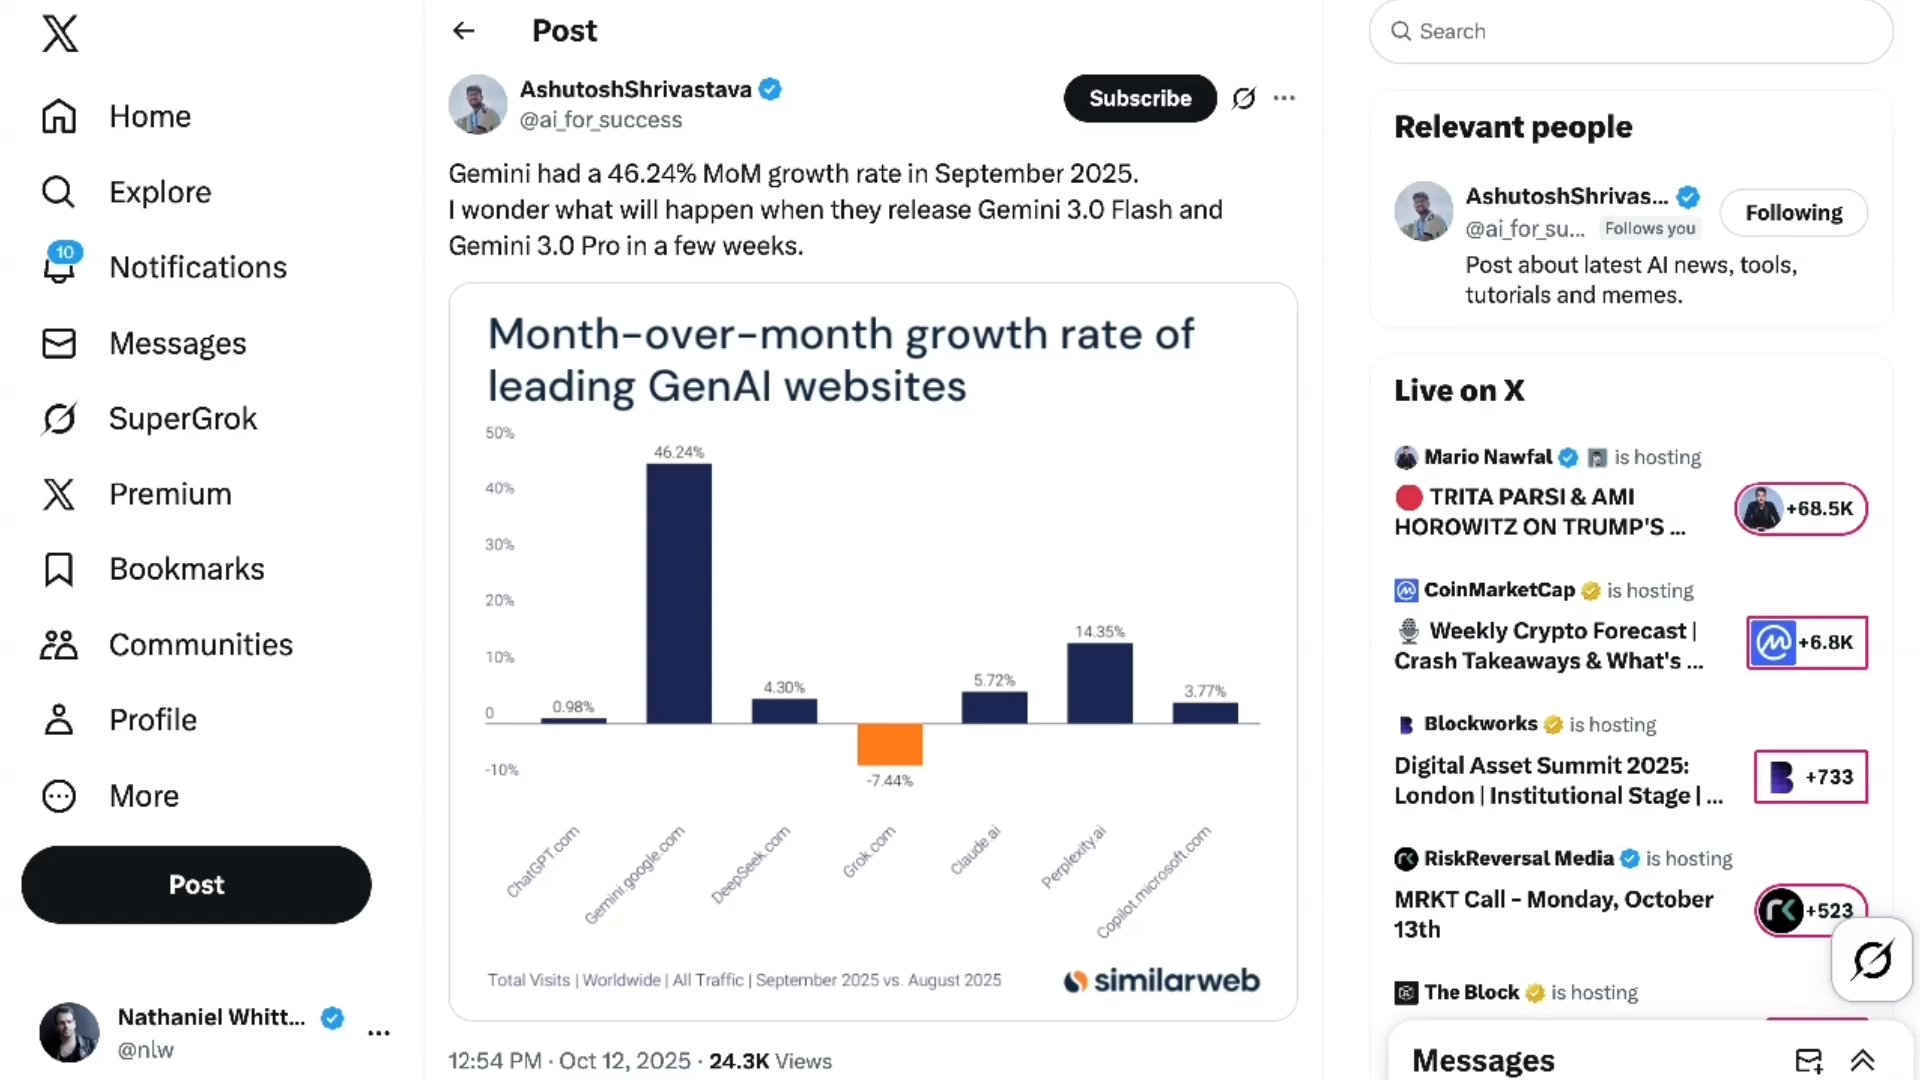 Home
Explore
10
Notifications
Messages
SuperGrok
Premium
Bookmarks
Communities
Profile
More
Post
Nathaniel Whitt...
@nlw
Post
AshutoshShrivastava
@ai_for_success
Subscribe
Gemini had a 46.24% MoM growth rate in September 2025.
I wonder what will happen when they release Gemini 3.0 Flash and
Gemini 3.0 Pro in a few weeks.
Month-over-month growth rate of
leading GenAI websites
50%
40%
30%
20%
10%
0
-10%
0.98%
46.24%
4.30%
-7.44%
5.72%
14.35%
3.77%
ChatGPT.com
Gemini.google.com
DeepSeek.com
Grok.com
Claude.ai
Perplexity.ai
Copilot.microsoft.com
Total Visits | Worldwide | All Traffic | September 2025 vs. August 2025
similarweb
12:54 PM · Oct 12, 2025 · 24.3K Views
Search
Relevant people
AshutoshShrivas...
@ai_for_su...
Follows you
Following
Post about latest AI news, tools,
tutorials and memes.
Live on X
Mario Nawfal is hosting
TRITA PARSI & AMI
HOROWITZ ON TRUMP'S ...
+68.5K
CoinMarketCap is hosting
Weekly Crypto Forecast |
Crash Takeaways & What's ...
+6.8K
Blockworks is hosting
Digital Asset Summit 2025:
London | Institutional Stage | ...
+733
RiskReversal Media is hosting
MRKT Call - Monday, October
13th
+523
The Block is hosting
Messages